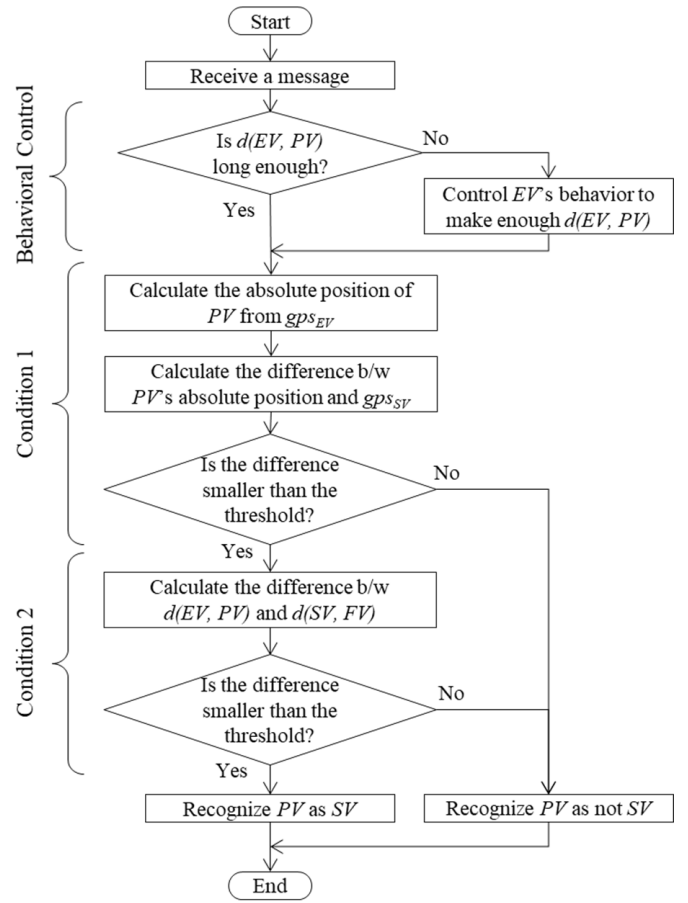 Start
Receive a message
Behavioral Control
Is d(EV, PV)
long enough?
No
Yes
Control EV's behavior to
make enough d(EV, PV)
Condition 1
Calculate the absolute position of
PV from gpsEV
Calculate the difference b/w
PV's absolute position and gpsSV
Is the difference
smaller than the
threshold?
No
Yes
Condition 2
Calculate the difference b/w
d(EV, PV) and d(SV, FV)
Is the difference
smaller than the
threshold?
No
Yes
Recognize PV as SV
Recognize PV as not SV
End